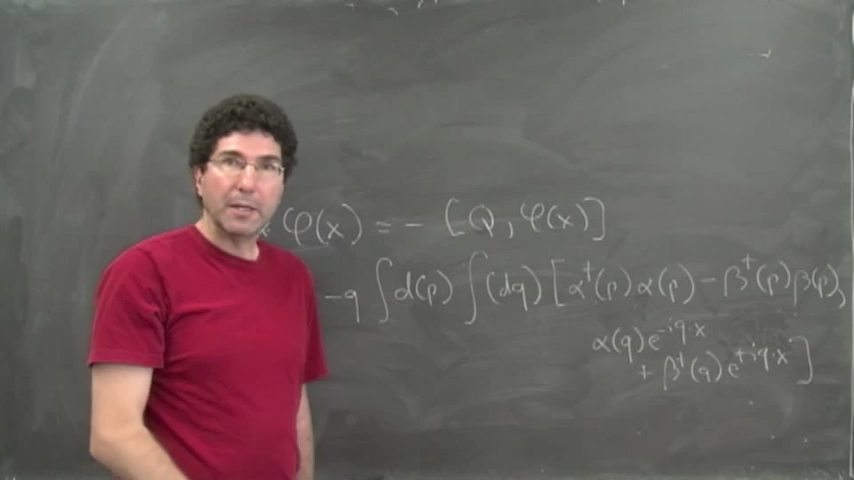 φ(x) = - [Q, φ(x)]
-q ∫d(p) ∫(dq) [α†(p)α(p) - β†(p)β(p),
α(q)e^{-iq·x}
+ β†(q)e^{+iq·x}]